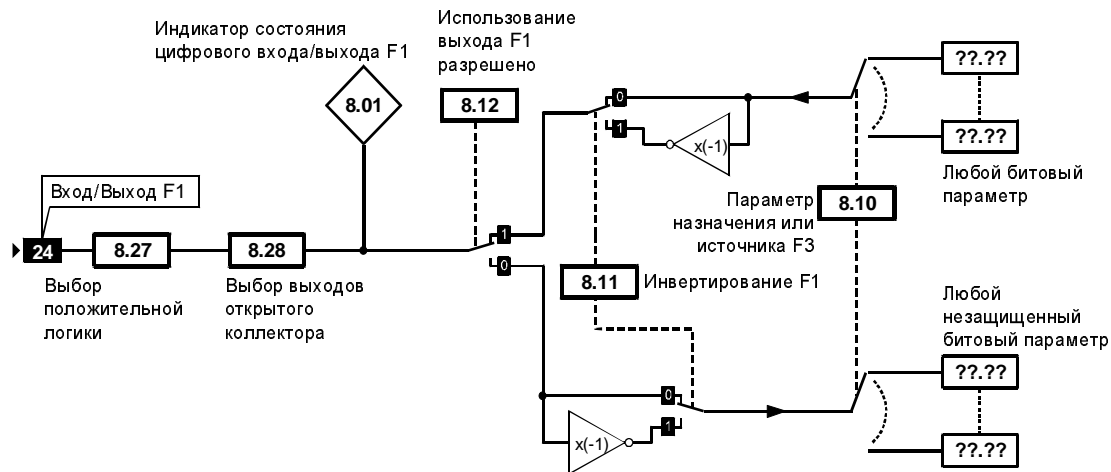 Индикатор состояния
цифрового входа/выхода F1
8.01
Использование
выхода F1
разрешено
8.12
Вход/Выход F1
24
8.27
8.28
Выбор
положительной
логики
Выбор выходов
открытого
коллектора
1
0
0
1
x(-1)
??.??
??.??
Любой битовый
параметр
Параметр
назначения или
источника F3
8.10
8.11
Инвертирование F1
Любой
незащищенный
битовый параметр
0
1
x(-1)
??.??
??.??